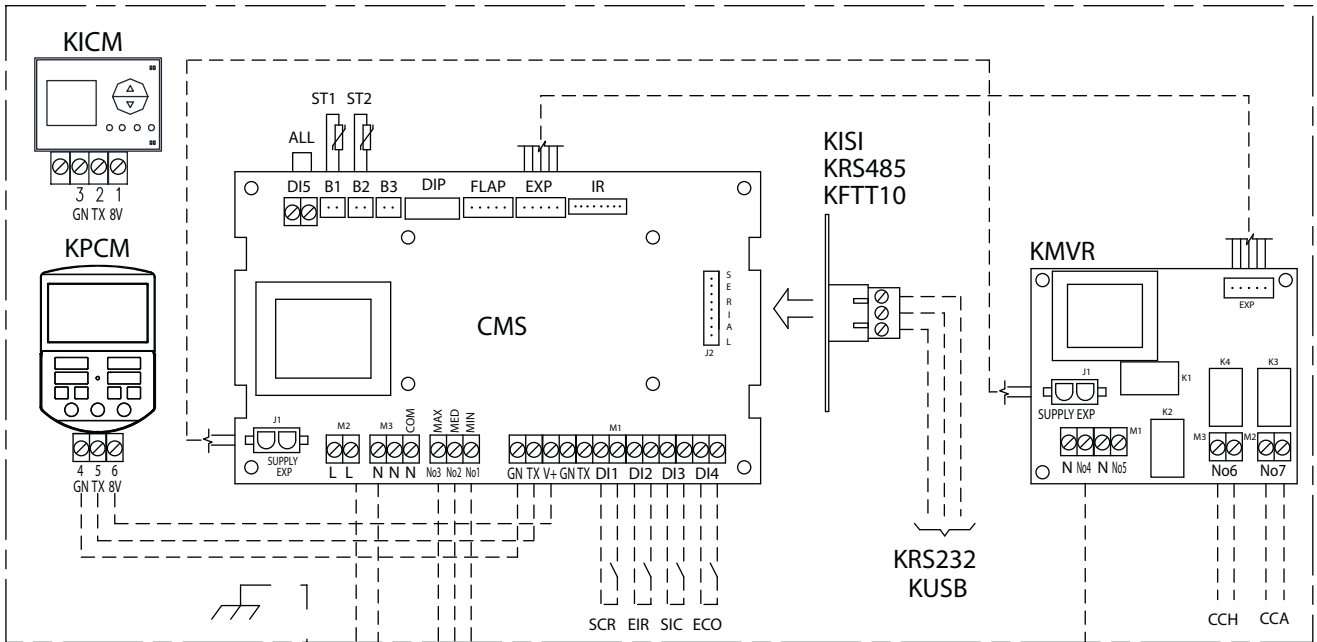 KICM
3 2 1
GN TX 8V
KPCM
4 5 6
GN TX 8V
ST1 ST2
ALL
DI5 B1 B2 B3 DIP FLAP EXP IR
CMS
SERIAL
J2
J1
SUPPLY
EXP
M2
L L
M3
COM
N N N
MAX
MED
MIN
No3 No2 No1
M1
GN TX V+ GN TX DI1 DI2 DI3 DI4
SCR EIR SIC ECO
KISI
KRS485
KFTT10
KRS232
KUSB
KMVR
EXP
J1
SUPPLY EXP
K1
K2
K4
K3
M1
N No4 N No5
M3
No6
M2
No7
CCH CCA